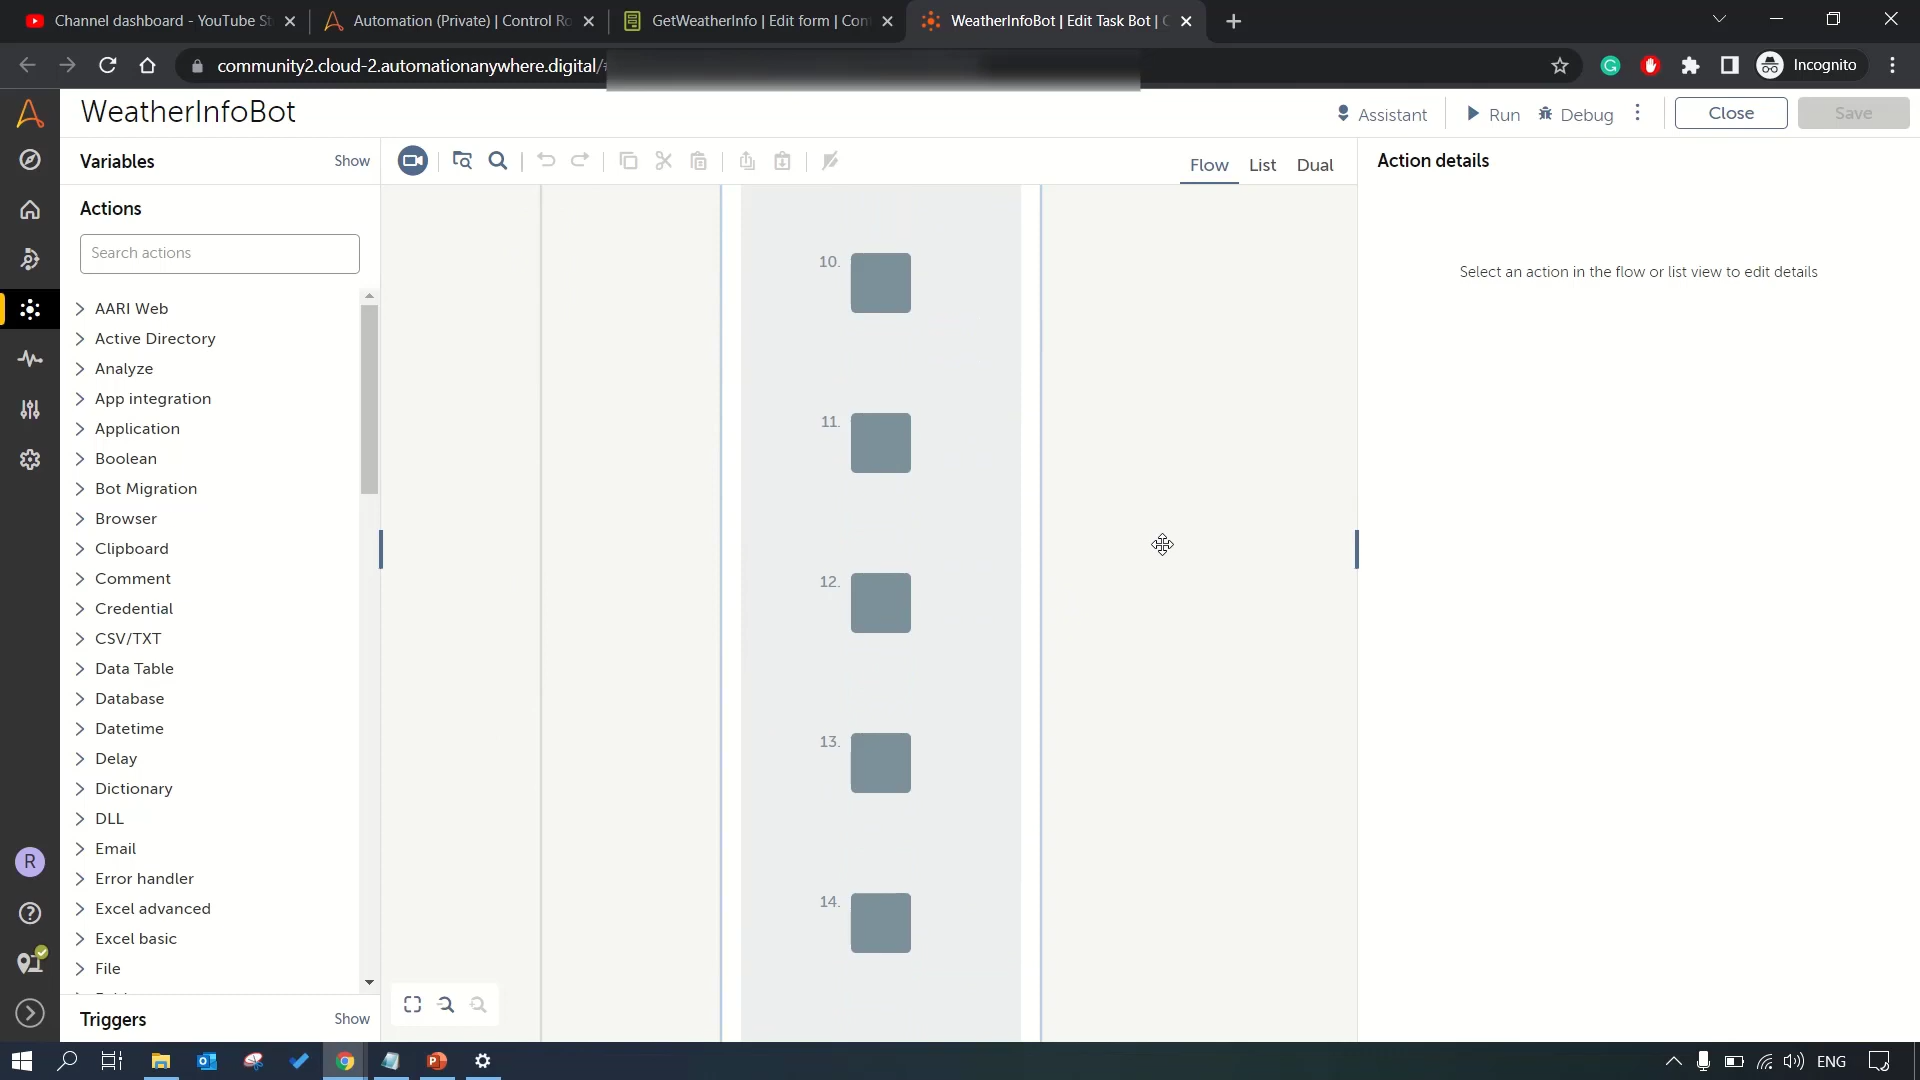 Channel dashboard - YouTube St
Automation (Private) | Control Ro
GetWeatherInfo | Edit form | Con
WeatherInfoBot | Edit Task Bot | C
community2.cloud-2.automationanywhere.digital/#
Incognito
WeatherInfoBot
Assistant
Run
Debug
Close
Save
Variables
Show
Flow
List
Dual
Action details
Actions
Search actions
Select an action in the flow or list view to edit details
AARI Web
Active Directory
Analyze
App integration
Application
Boolean
Bot Migration
Browser
Clipboard
Comment
Credential
CSV/TXT
Data Table
Database
Datetime
Delay
Dictionary
DLL
Email
Error handler
Excel advanced
Excel basic
File
10.
11.
12.
13.
14.
R
Triggers
Show
ENG